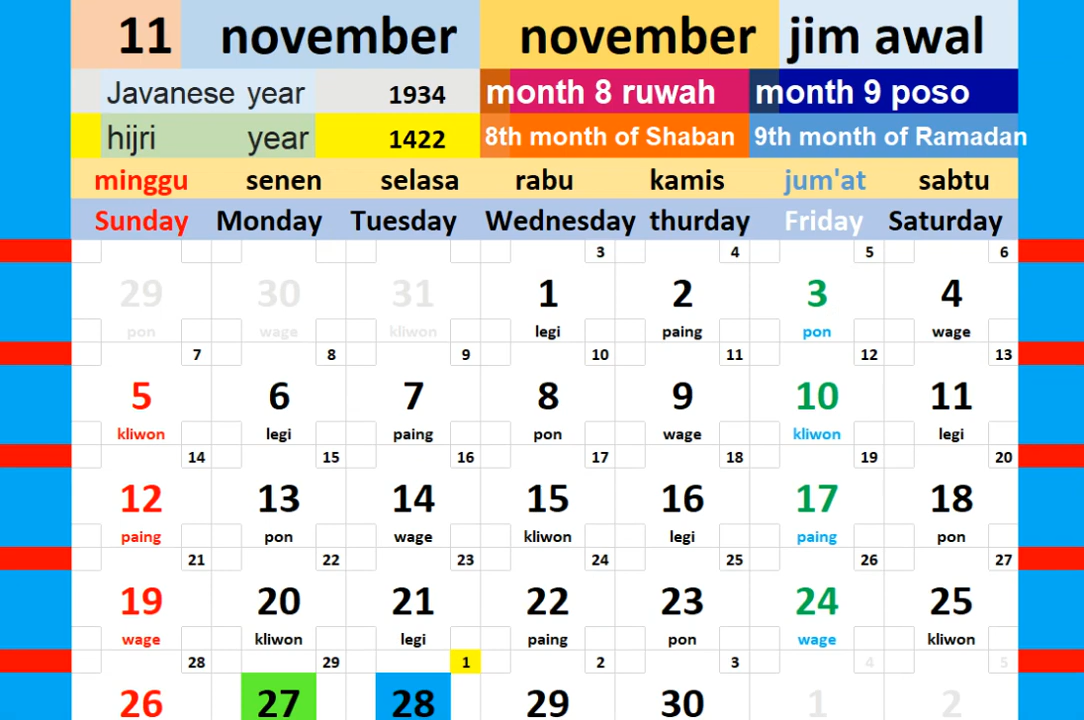 11 november november jim awal
Javanese year 1934 month 8 ruwah month 9 poso
hijri year 1422 8th month of Shaban 9th month of Ramadan
minggu senen selasa rabu kamis jum'at sabtu
Sunday Monday Tuesday Wednesday thurday Friday Saturday
3 4 5 6
29 30 31 1 2 3 4
pon wage kliwon legi paing pon wage
7 8 9 10 11 12 13
5 6 7 8 9 10 11
kliwon legi paing pon wage kliwon legi
14 15 16 17 18 19 20
12 13 14 15 16 17 18
paing pon wage kliwon legi paing pon
21 22 23 24 25 26 27
19 20 21 22 23 24 25
wage kliwon legi paing pon wage kliwon
28 29 1 2 3 4 5
26 27 28 29 30 1 2